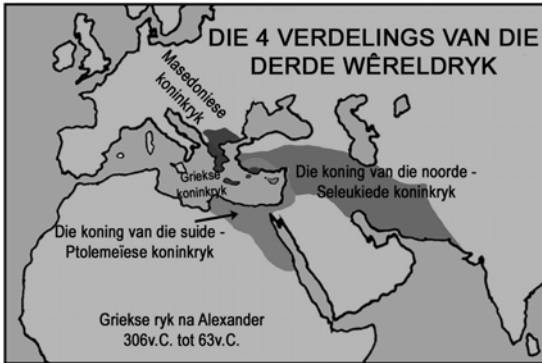 DIE 4 VERDELINGS VAN DIE
DERDE WÊRELDRYK
Masedoniese
koninkryk
Griekse
koninkryk
Die koning van die noorde -
Seleukiede koninkryk
Die koning van die suide -
Ptolemeïese koninkryk
Griekse ryk na Alexander
306v.C. tot 63v.C.